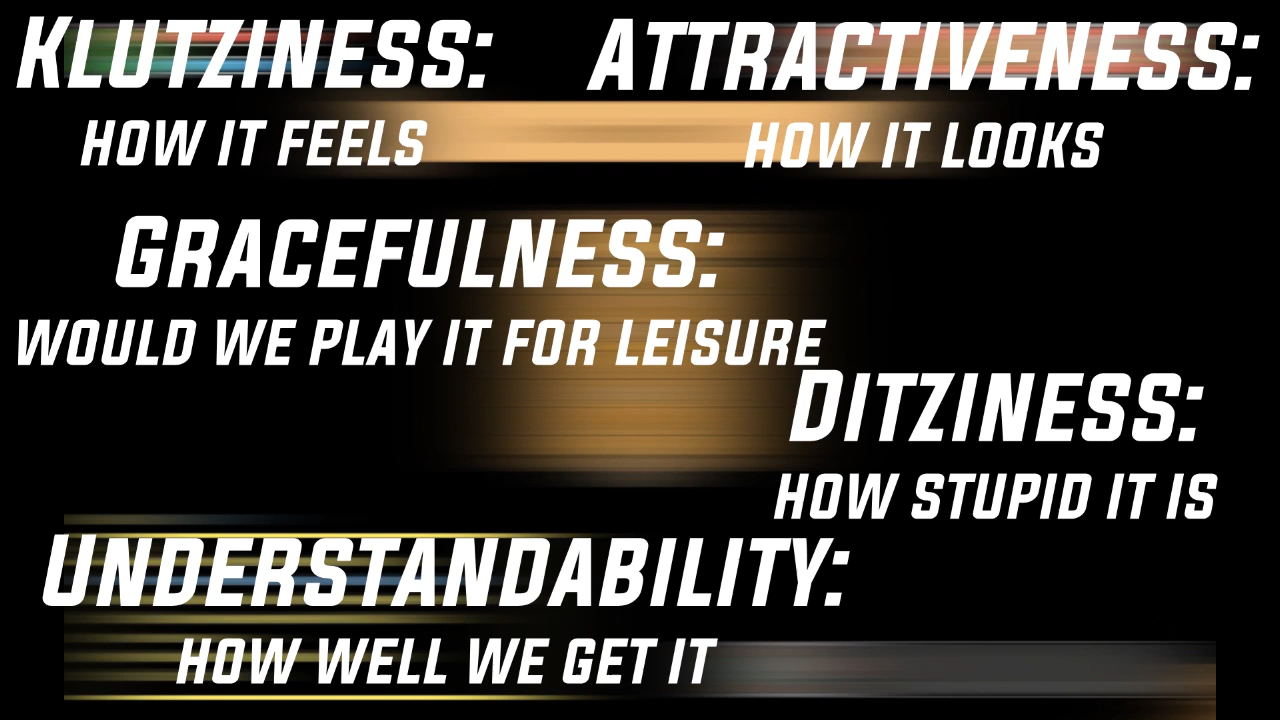 KLUTZINESS:
HOW IT FEELS
ATTRACTIVENESS:
HOW IT LOOKS
GRACEFULNESS:
WOULD WE PLAY IT FOR LEISURE
DITZINESS:
HOW STUPID IT IS
UNDERSTANDABILITY:
HOW WELL WE GET IT